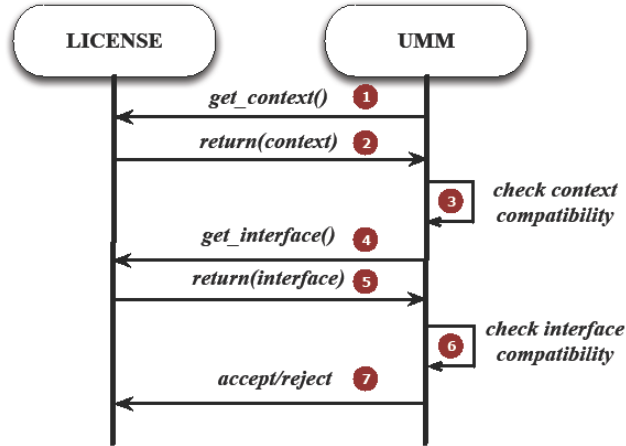 LICENSE UMM
get_context() 1
return(context) 2
3 check context
compatibility
get_interface() 4
return(interface) 5
6 check interface
compatibility
accept/reject 7